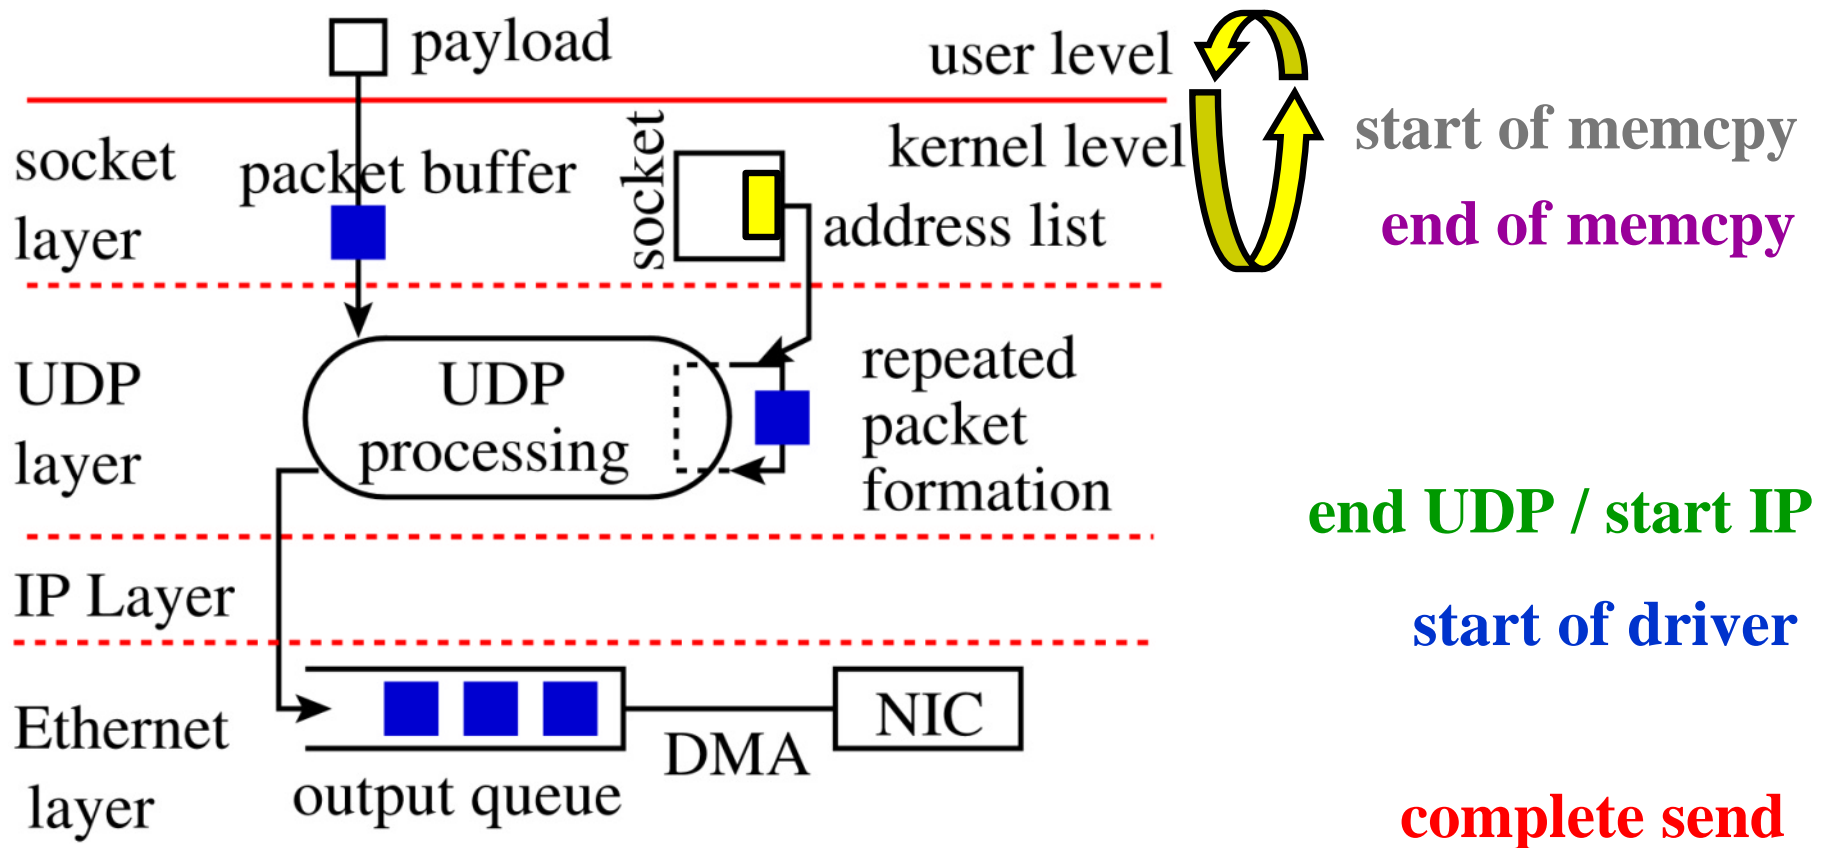 payload
user level
socket
layer
packet buffer
socket
kernel level
address list
start of memcpy
end of memcpy
UDP
layer
UDP
processing
repeated
packet
formation
end UDP / start IP
IP Layer
start of driver
Ethernet
layer
output queue
DMA
NIC
complete send